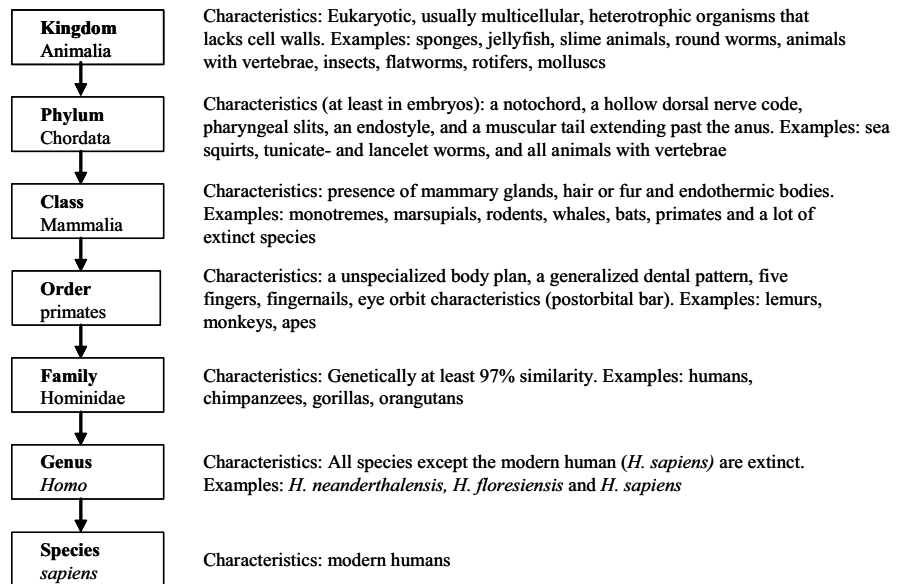 Kingdom
Animalia
Characteristics: Eukaryotic, usually multicellular, heterotrophic organisms that
lacks cell walls. Examples: sponges, jellyfish, slime animals, round worms, animals
with vertebrae, insects, flatworms, rotifers, molluscs
Phylum
Chordata
Characteristics (at least in embryos): a notochord, a hollow dorsal nerve code,
pharyngeal slits, an endostyle, and a muscular tail extending past the anus. Examples: sea
squirts, tunicate- and lancelet worms, and all animals with vertebrae
Class
Mammalia
Characteristics: presence of mammary glands, hair or fur and endothermic bodies.
Examples: monotremes, marsupials, rodents, whales, bats, primates and a lot of
extinct species
Order
primates
Characteristics: a unspecialized body plan, a generalized dental pattern, five
fingers, fingernails, eye orbit characteristics (postorbital bar). Examples: lemurs,
monkeys, apes
Family
Hominidae
Characteristics: Genetically at least 97% similarity. Examples: humans,
chimpanzees, gorillas, orangutans
Genus
Homo
Characteristics: All species except the modern human (H. sapiens) are extinct.
Examples: H. neanderthalensis, H. floresiensis and H. sapiens
Species
sapiens
Characteristics: modern humans